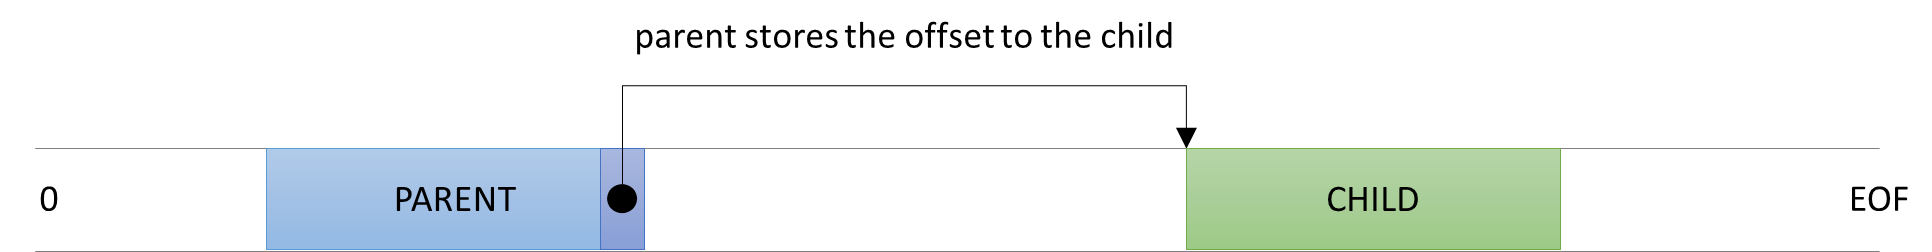 parent stores the offset to the child
0 PARENT CHILD EOF